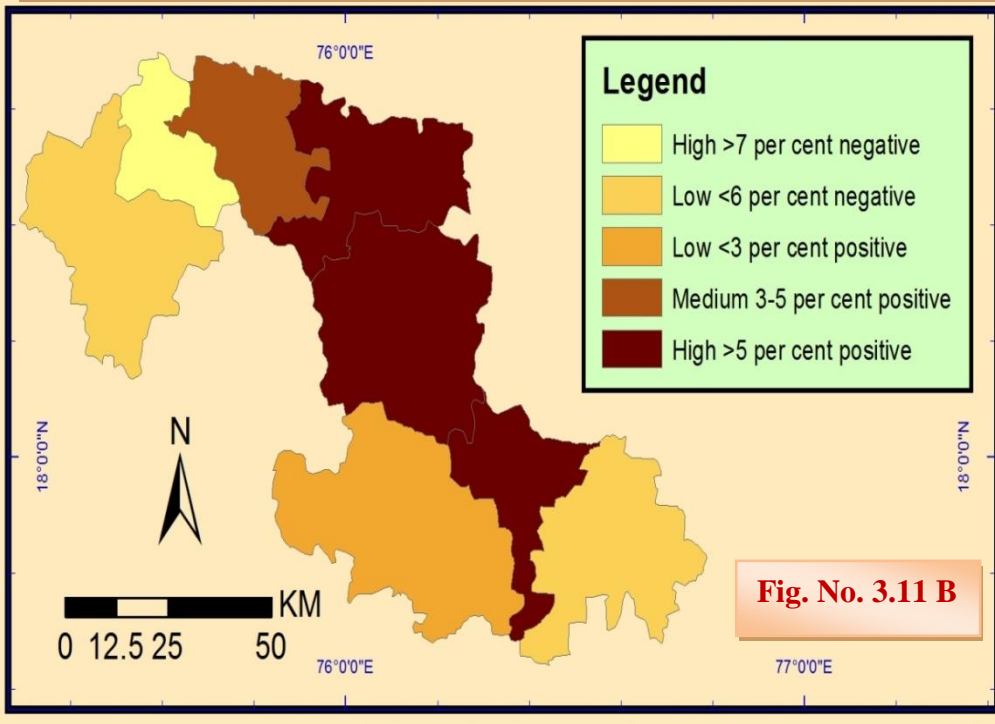 76°0'0"E
Legend
High >7 per cent negative
Low <6 per cent negative
Low <3 per cent positive
Medium 3-5 per cent positive
High >5 per cent positive
18°0'0"N
18°0'0"N
N
Fig. No. 3.11 B
KM
0 12.5 25 50
76°0'0"E
77°0'0"E